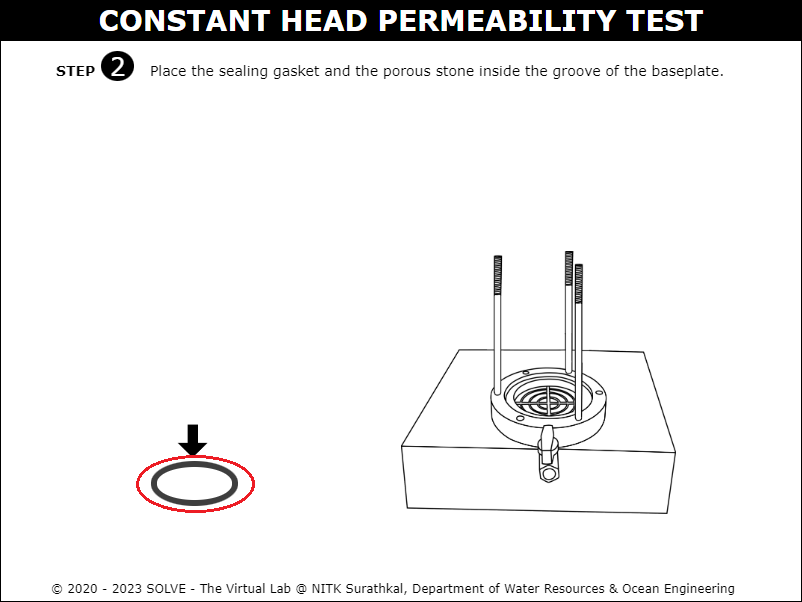 CONSTANT HEAD PERMEABILITY TEST
STEP 2 Place the sealing gasket and the porous stone inside the groove of the baseplate.
© 2020 - 2023 SOLVE - The Virtual Lab @ NITK Surathkal, Department of Water Resources & Ocean Engineering